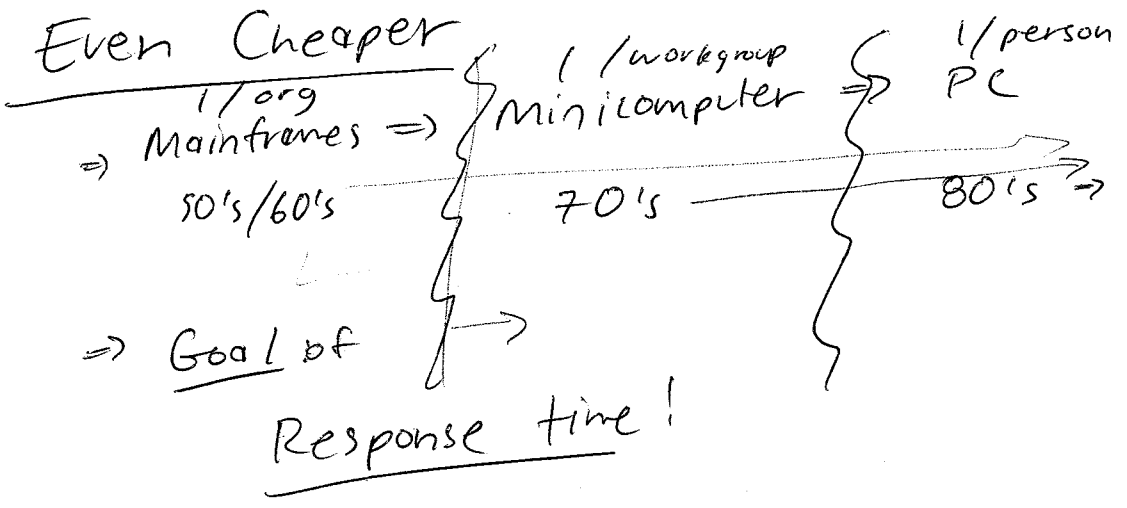 Even Cheaper
1/org
Mainframes => 
1/workgroup
Minicomputer =>
1/person
PC
=> 50's/60's
70's
80's =>
=> Goal of
Response time!